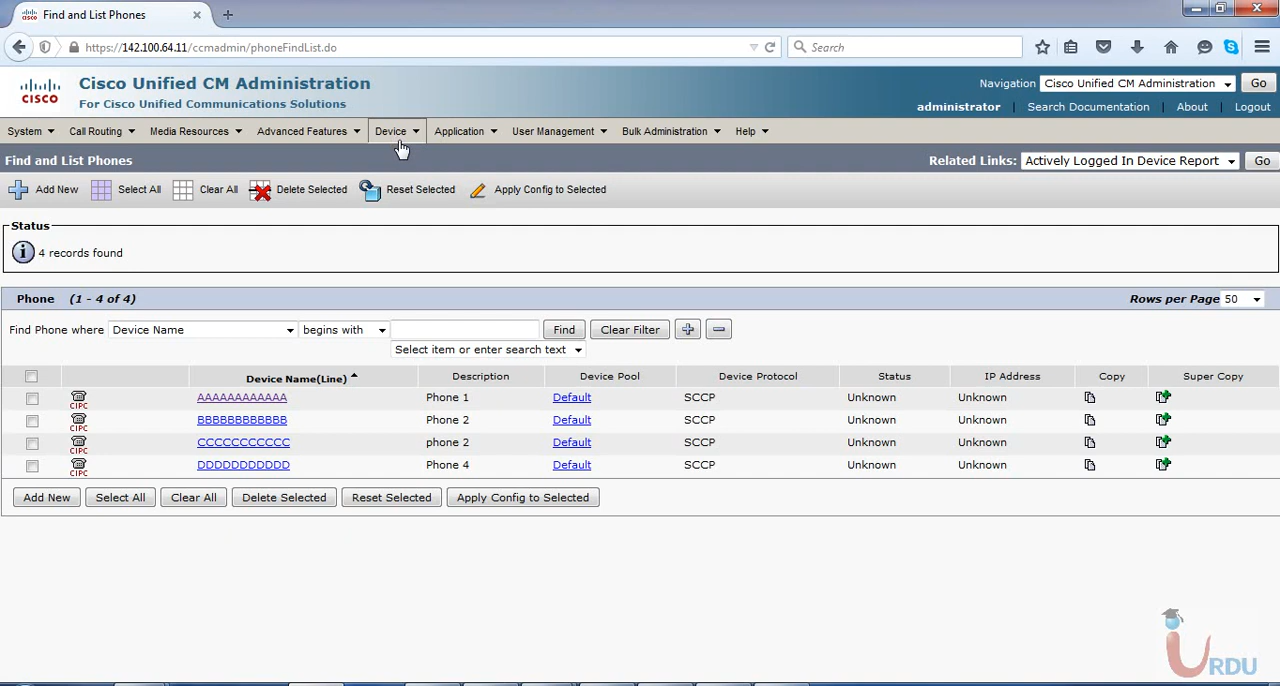 Find and List Phones
https://142.100.64.11/ccmadmin/phoneFindList.do
Search
CISCO
Cisco Unified CM Administration
For Cisco Unified Communications Solutions
Navigation Cisco Unified CM Administration Go
administrator Search Documentation About Logout
System Call Routing Media Resources Advanced Features Device Application User Management Bulk Administration Help
Find and List Phones
Related Links: Actively Logged In Device Report Go
Add New Select All Clear All Delete Selected Reset Selected Apply Config to Selected
Status
4 records found
Phone (1 - 4 of 4)
Rows per Page 50
Find Phone where Device Name begins with Find Clear Filter
Select item or enter search text
Device Name(Line) Description Device Pool Device Protocol Status IP Address Copy Super Copy
CIPC AAAAAAAAAAAA Phone 1 Default SCCP Unknown Unknown
CIPC BBBBBBBBBBBB Phone 2 Default SCCP Unknown Unknown
CIPC CCCCCCCCCCCC phone 2 Default SCCP Unknown Unknown
CIPC DDDDDDDDDDD Phone 4 Default SCCP Unknown Unknown
Add New Select All Clear All Delete Selected Reset Selected Apply Config to Selected
iURDU